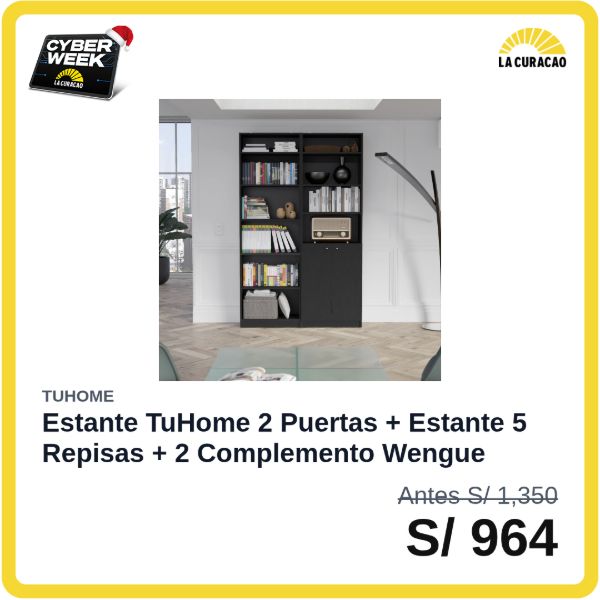 CYBER
WEEK
LA CURACAO
LA CURACAO
TUHOME
Estante TuHome 2 Puertas + Estante 5
Repisas + 2 Complemento Wengue
Antes S/ 1,350
S/ 964